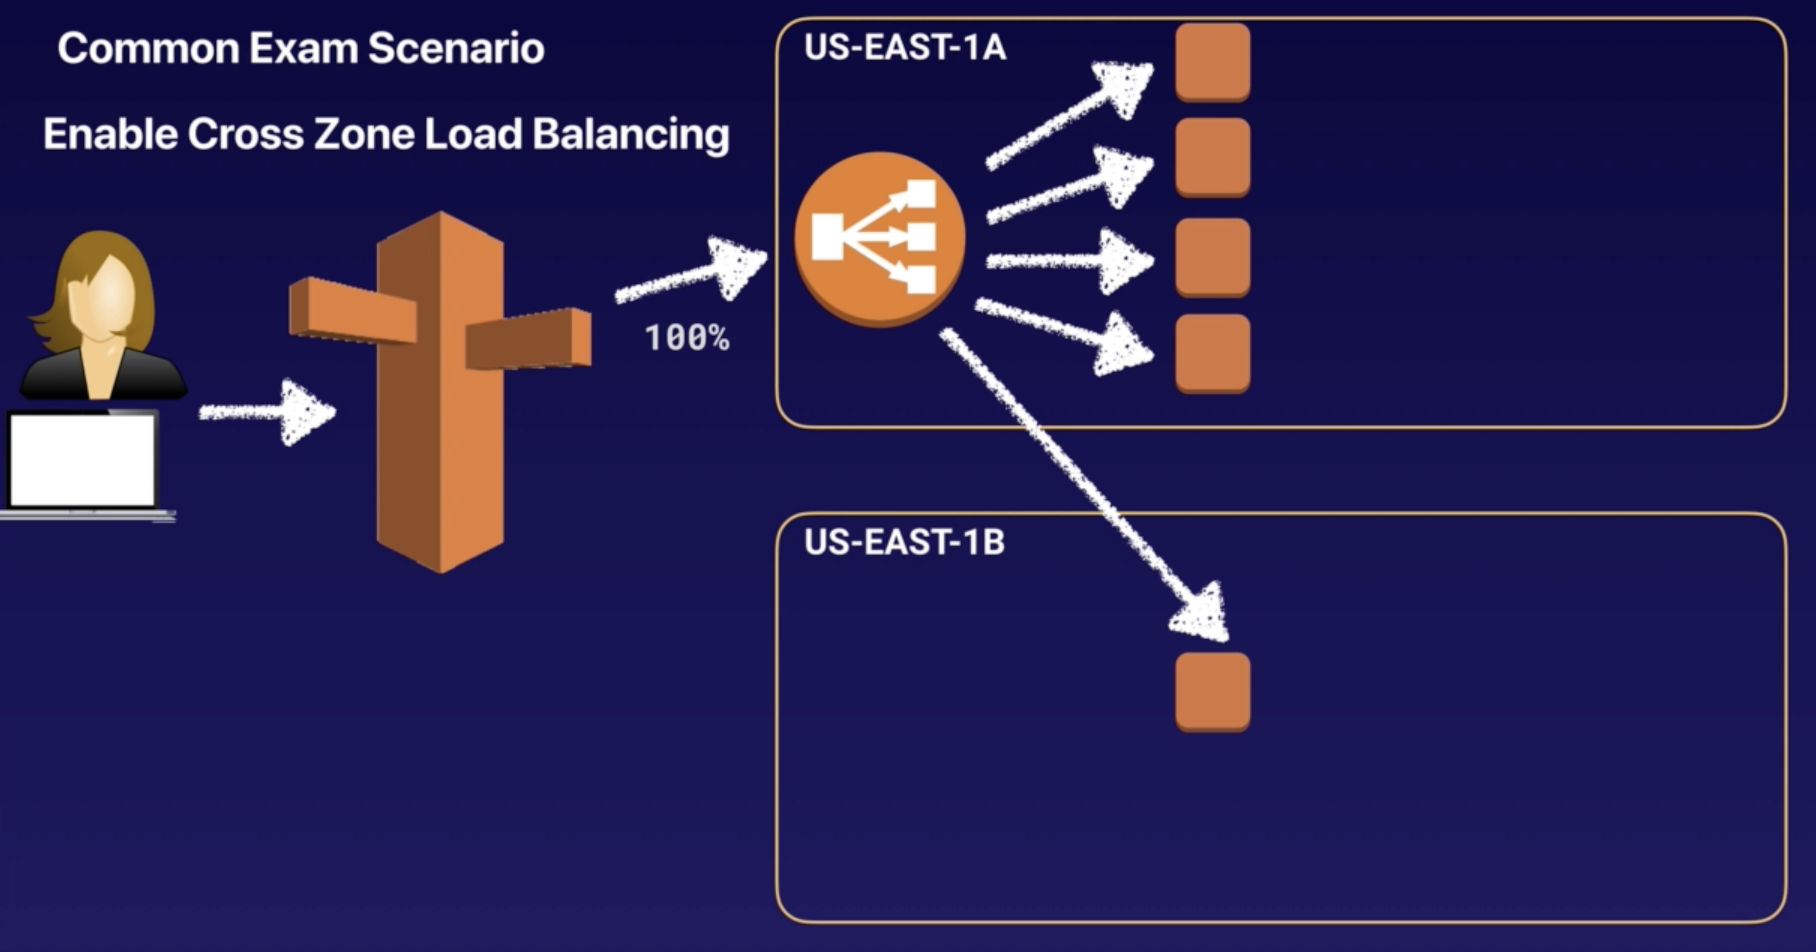 Common Exam Scenario
Enable Cross Zone Load Balancing
US-EAST-1A
100%
US-EAST-1B